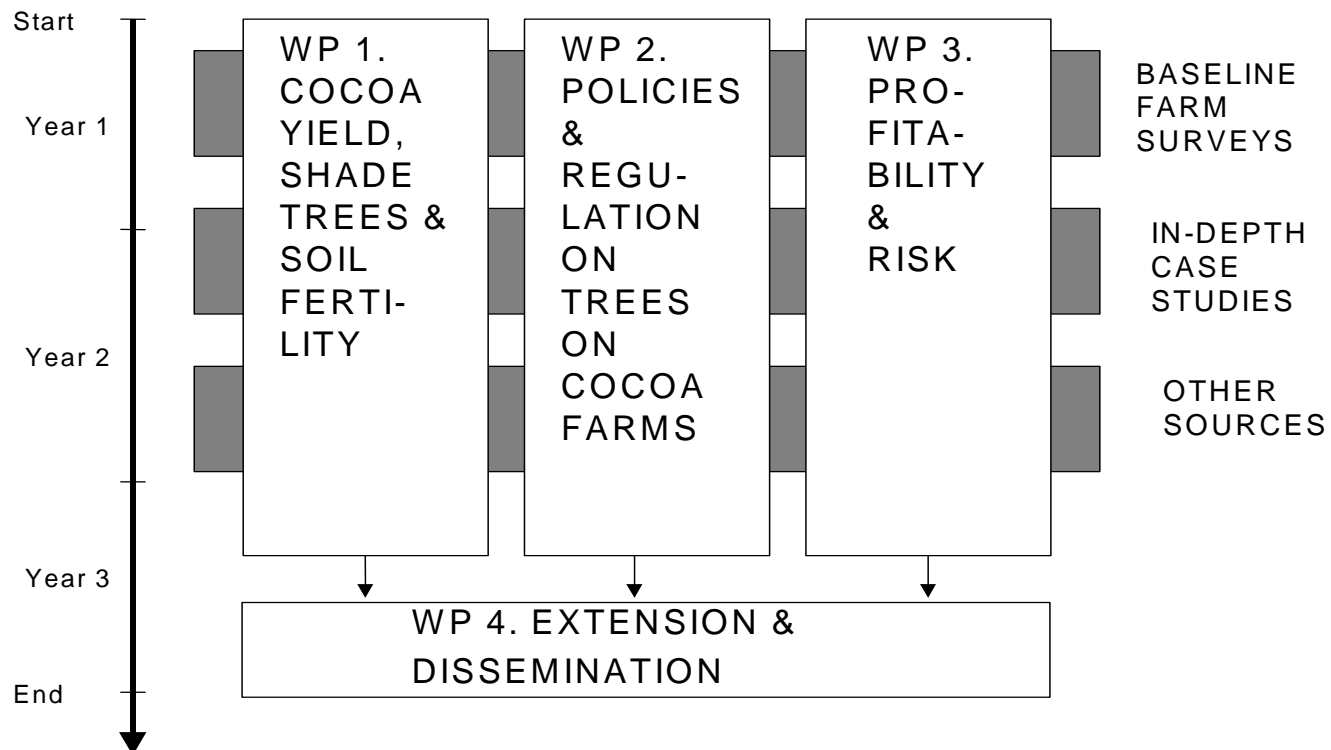 Start
Year 1
Year 2
Year 3
End
WP 1.
COCOA
YIELD,
SHADE
TREES &
SOIL
FERTI-
LITY
WP 2.
POLICIES
&
REGU-
LATION
ON
TREES
ON
COCOA
FARMS
WP 3.
PRO-
FITA-
BILITY
&
RISK
BASELINE
FARM
SURVEYS
IN-DEPTH
CASE
STUDIES
OTHER
SOURCES
WP 4. EXTENSION &
DISSEMINATION